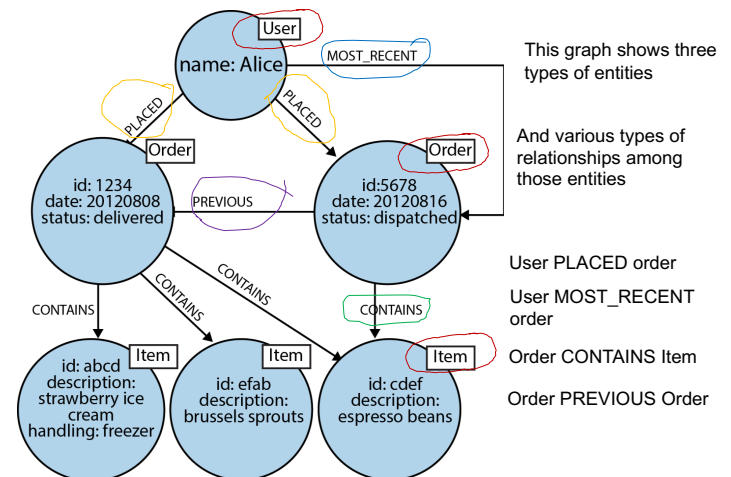 User
name: Alice
MOST_RECENT
This graph shows three
types of entities
PLACED
PLACED
And various types of
relationships among
those entities
Order
id: 1234
date: 20120808
status: delivered
PREVIOUS
Order
id:5678
date: 20120816
status: dispatched
User PLACED order
User MOST_RECENT
order
Order CONTAINS Item
Order PREVIOUS Order
CONTAINS
CONTAINS
CONTAINS
CONTAINS
Item
id: abcd
description:
strawberry ice
cream
handling: freezer
Item
id: efab
description:
brussels sprouts
Item
id: cdef
description:
espresso beans